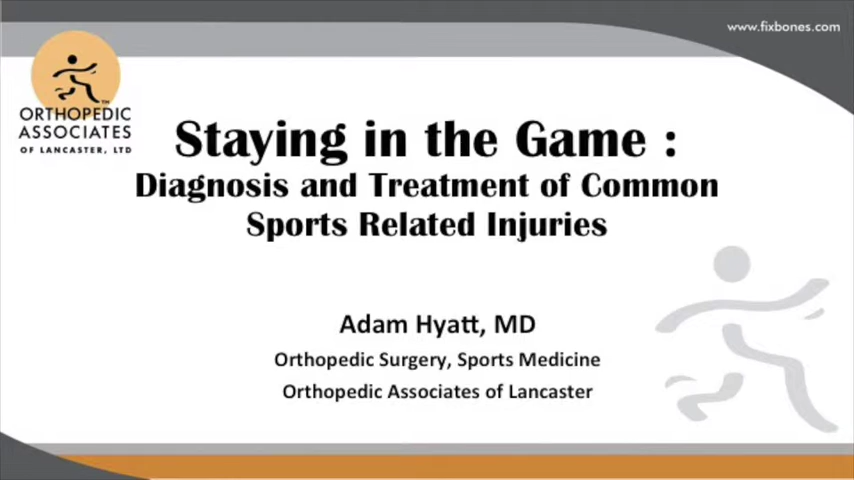 www.fixbones.com
ORTHOPEDIC
ASSOCIATES
OF LANCASTER, LTD
Staying in the Game :
Diagnosis and Treatment of Common
Sports Related Injuries
Adam Hyatt, MD
Orthopedic Surgery, Sports Medicine
Orthopedic Associates of Lancaster